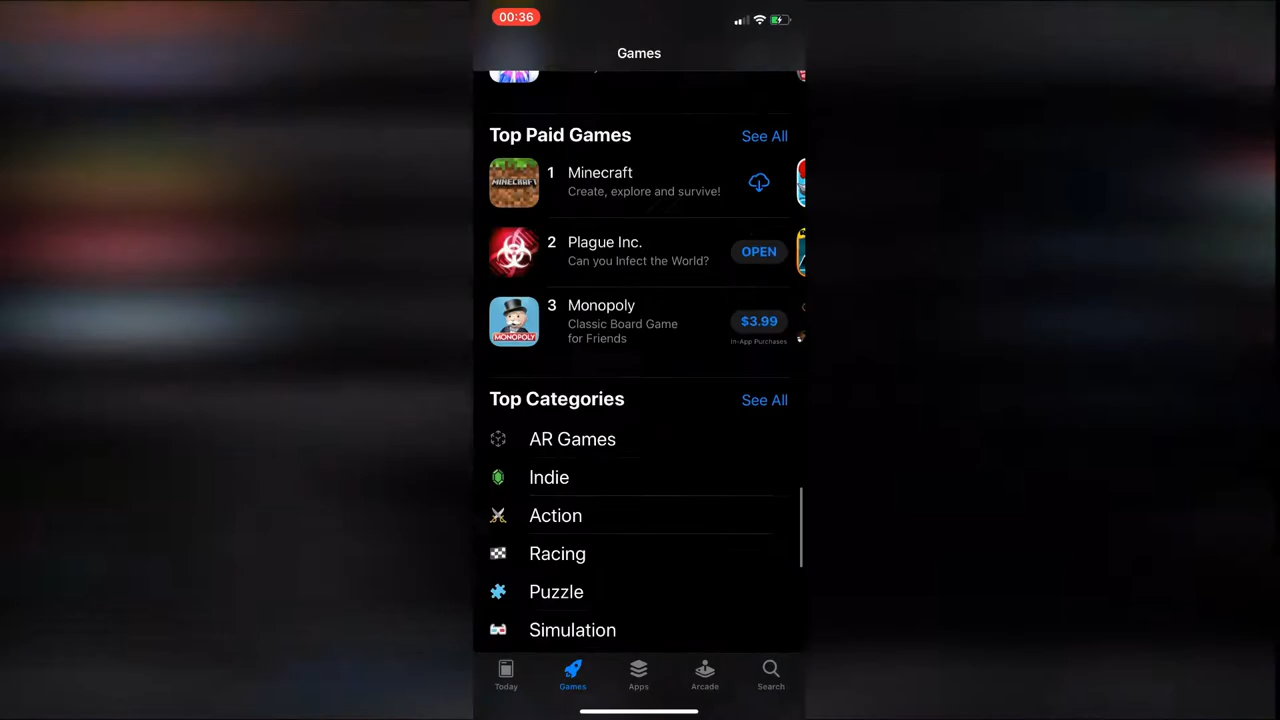 00:36
Games
Top Paid Games
See All
MINECRAFT
1
Minecraft
Create, explore and survive!
2
Plague Inc.
Can you Infect the World?
OPEN
MONOPOLY
3
Monopoly
Classic Board Game
for Friends
$3.99
In-App Purchases
Top Categories
See All
AR Games
Indie
Action
Racing
Puzzle
Simulation
Today
Games
Apps
Arcade
Search